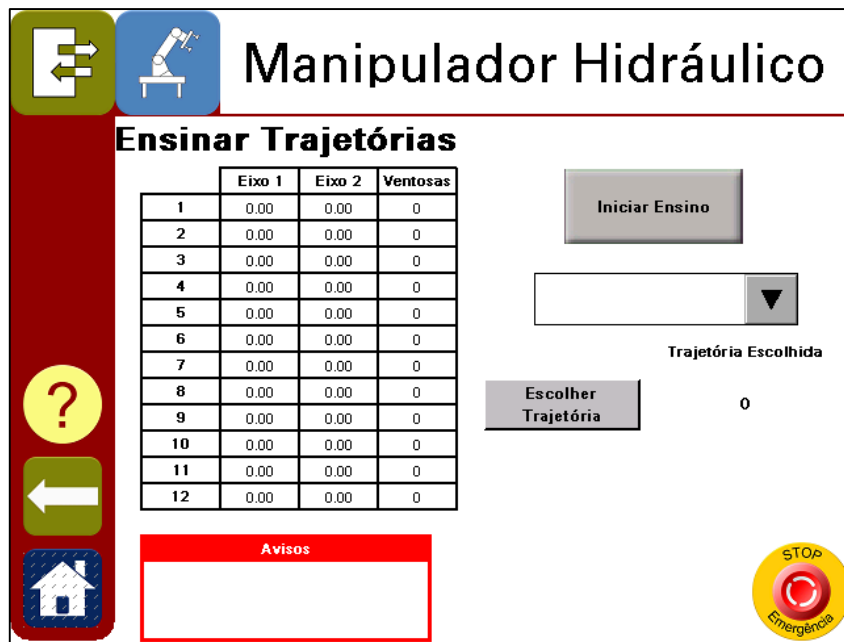 Manipulador Hidráulico
Ensinar Trajetórias
Eixo 1 Eixo 2 Ventosas
1 0.00 0.00 0
2 0.00 0.00 0
3 0.00 0.00 0
4 0.00 0.00 0
5 0.00 0.00 0
6 0.00 0.00 0
7 0.00 0.00 0
8 0.00 0.00 0
9 0.00 0.00 0
10 0.00 0.00 0
11 0.00 0.00 0
12 0.00 0.00 0
Iniciar Ensino
▼
Trajetória Escolhida
Escolher
Trajetória
0
?
Avisos
STOP
Emergência